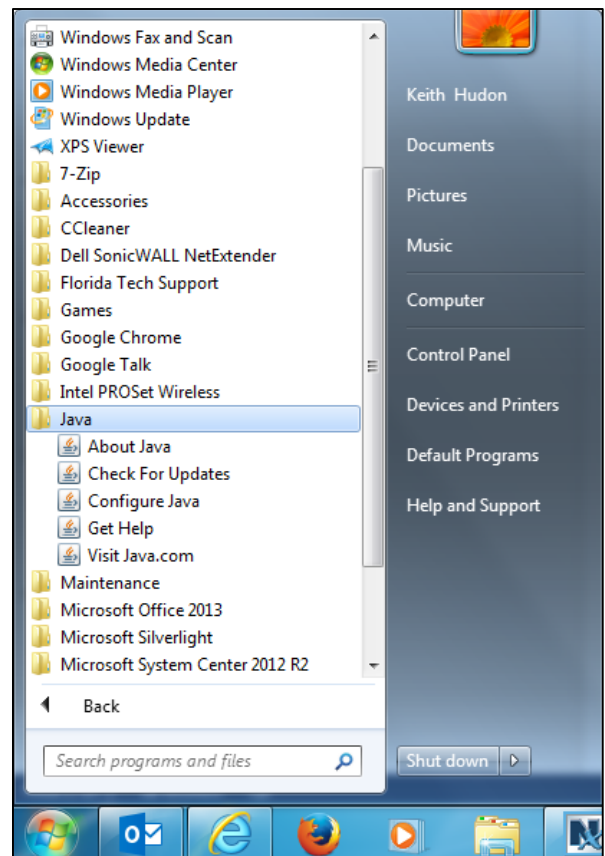 Windows Fax and Scan
Windows Media Center
Windows Media Player
Windows Update
XPS Viewer
7-Zip
Accessories
CCleaner
Dell SonicWALL NetExtender
Florida Tech Support
Games
Google Chrome
Google Talk
Intel PROSet Wireless
Java
About Java
Check For Updates
Configure Java
Get Help
Visit Java.com
Maintenance
Microsoft Office 2013
Microsoft Silverlight
Microsoft System Center 2012 R2
Back
Search programs and files
Keith Hudon
Documents
Pictures
Music
Computer
Control Panel
Devices and Printers
Default Programs
Help and Support
Shut down